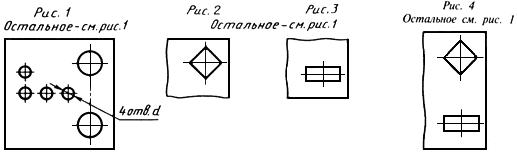 Рис. 1
Остальное-см.рис.1
Рис. 2
Рис.3
Остальное-см.рис.1
Рис. 4
Остальное см. рис. 1
4отв.d